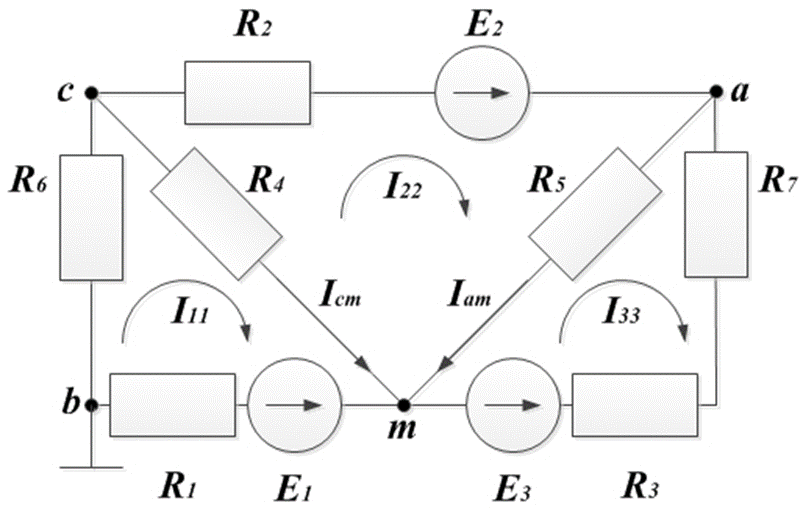 R2 E2
c a
R6 R4 R5 R7
I22
Icm Iam
I11 I33
b m
R1 E1 E3 R3